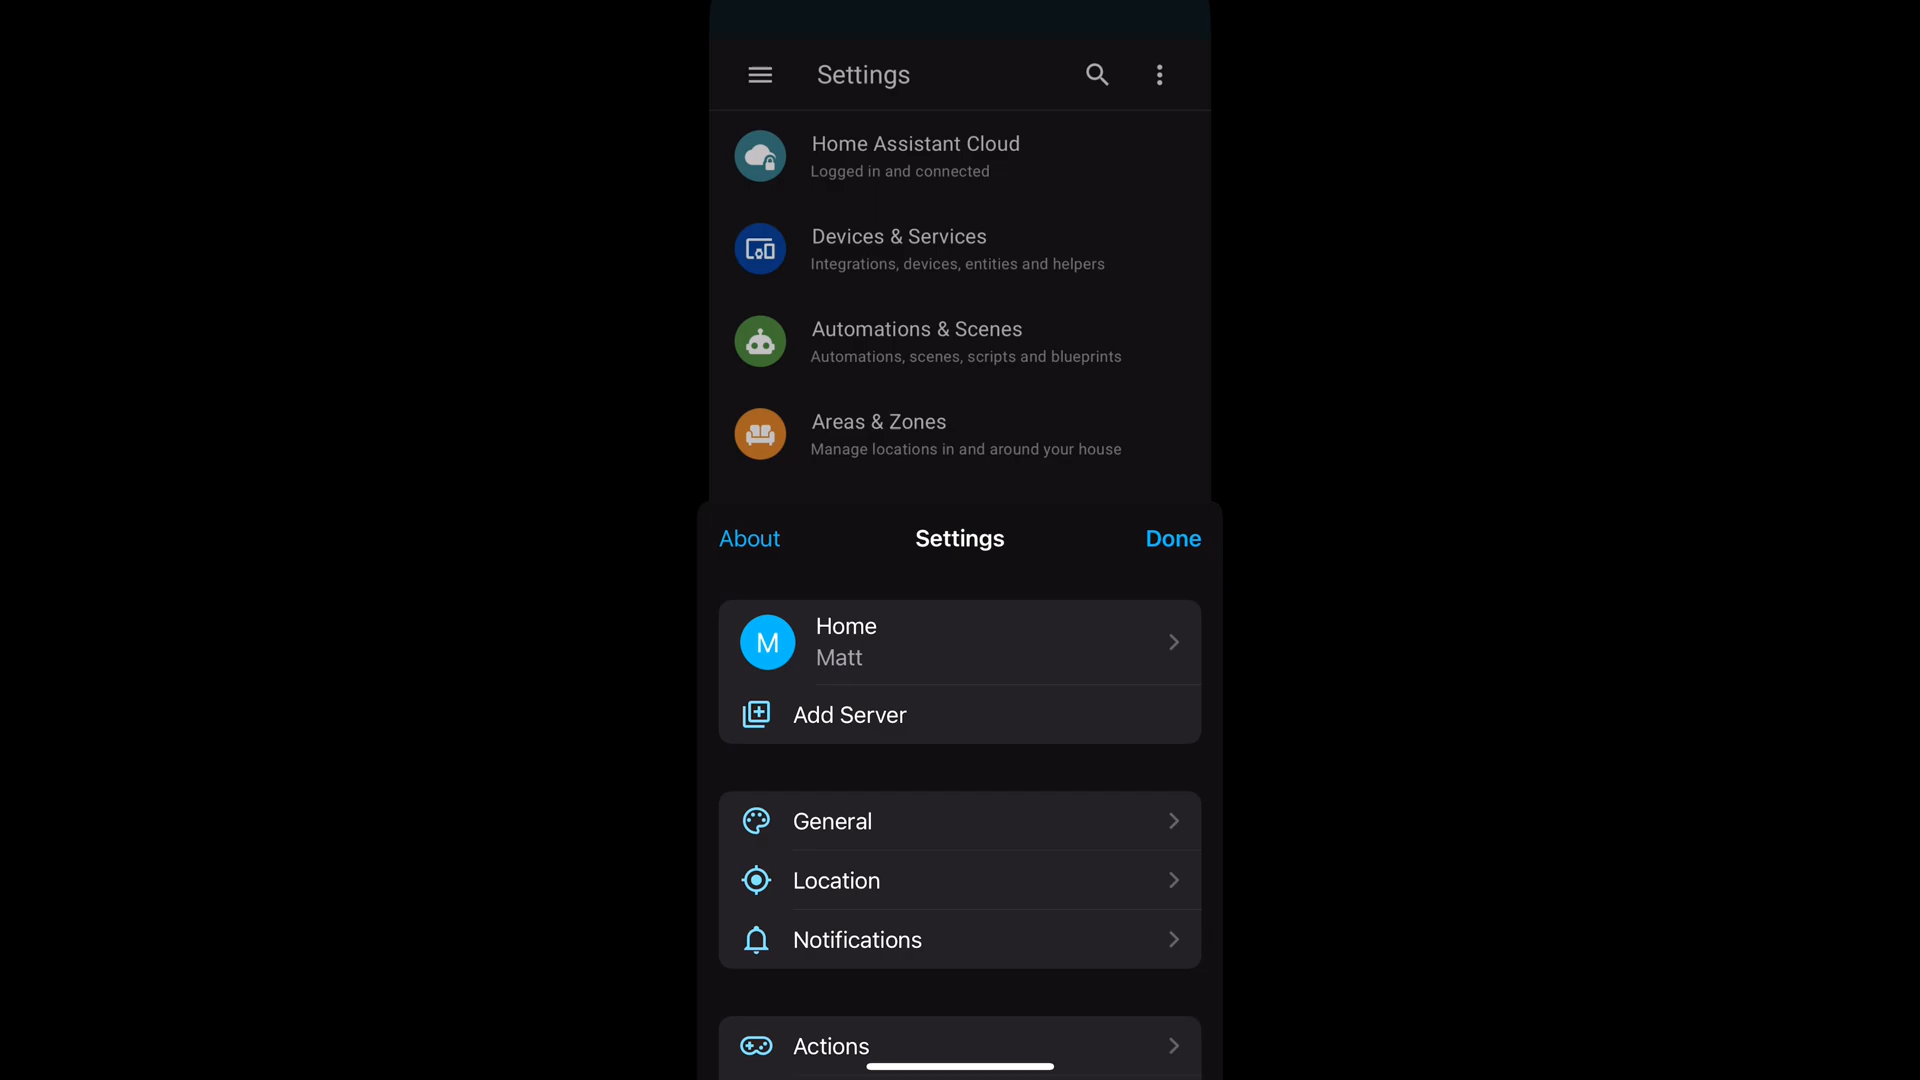 Settings
Home Assistant Cloud
Logged in and connected
Devices & Services
Integrations, devices, entities and helpers
Automations & Scenes
Automations, scenes, scripts and blueprints
Areas & Zones
Manage locations in and around your house
About Settings Done
M Home
Matt
Add Server
General
Location
Notifications
Actions